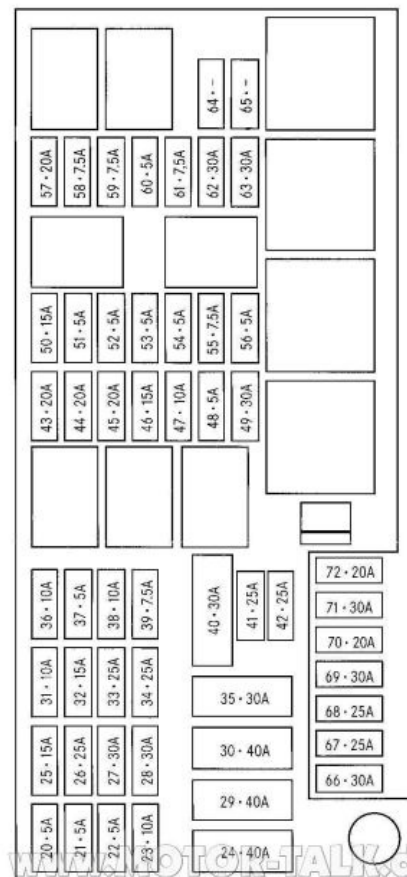 64 · -
65 · -
57 · 20A
58 · 7.5A
59 · 7.5A
60 · 5A
61 · 7,5A
62 · 30A
63 · 30A
50 · 15A
51 · 5A
52 · 5A
53 · 5A
54 · 5A
55 · 7.5A
56 · 5A
43 · 20A
44 · 20A
45 · 20A
46 · 15A
47 · 10A
48 · 5A
49 · 30A
36 · 10A
37 · 5A
38 · 10A
39 · 7.5A
40 · 30A
41 · 25A
42 · 25A
72 · 20A
71 · 30A
70 · 20A
69 · 30A
68 · 25A
67 · 25A
66 · 30A
31 · 10A
32 · 15A
33 · 25A
34 · 25A
35 · 30A
25 · 15A
26 · 25A
27 · 30A
28 · 30A
30 · 40A
29 · 40A
20 · 5A
21 · 5A
22 · 5A
23 · 10A
24 · 40A
WWW.MOTOR-TALK.d